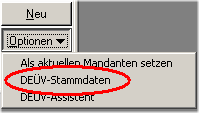 Neu
Optionen
Als aktuellen Mandanten setzen
DEÜV-Stammdaten
DEÜV-Assistent